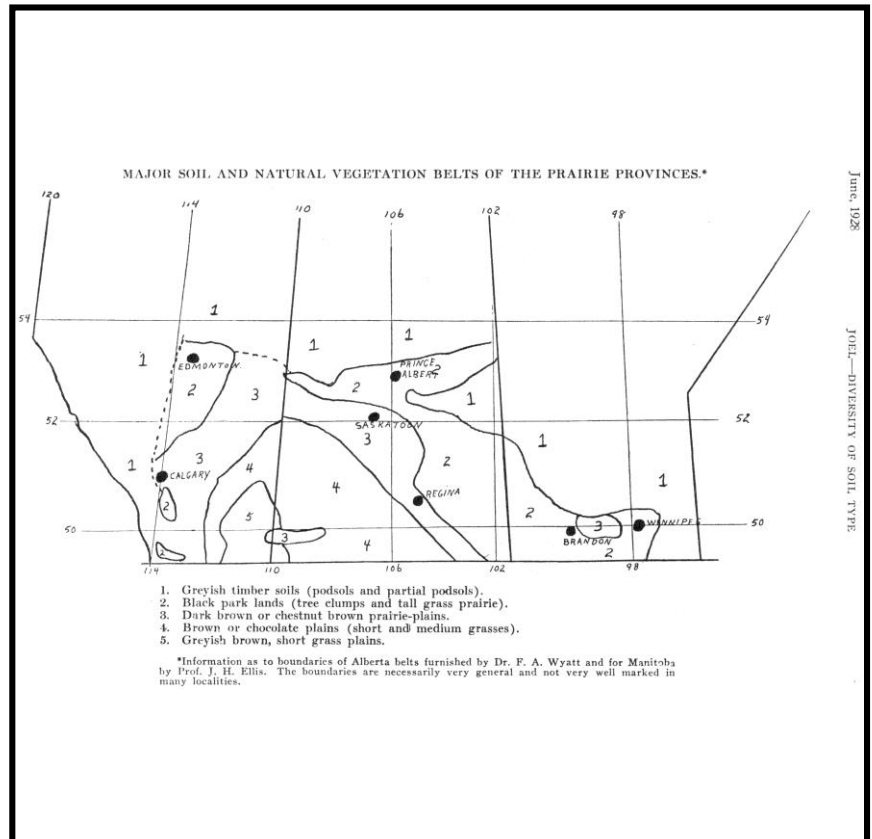 MAJOR SOIL AND NATURAL VEGETATION BELTS OF THE PRAIRIE PROVINCES.*
June, 1928
JOEL—DIVERSITY OF SOIL TYPE
120
114
110
106
102
98
54
1
1
1
54
1
EDMONTON.
PRINCE
ALBERT
2
2
3
2
1
52
SASKATOON
52
3
1
3
1
CALGARY
4
2
1
4
REGINA
2
5
2
3
WINNIPEG
50
50
3
BRANDON
2
4
2
114
110
106
102
98
1. Greyish timber soils (podsols and partial podsols).
2. Black park lands (tree clumps and tall grass prairie).
3. Dark brown or chestnut brown prairie-plains.
4. Brown or chocolate plains (short and medium grasses).
5. Greyish brown, short grass plains.
*Information as to boundaries of Alberta belts furnished by Dr. F. A. Wyatt and for Manitoba
by Prof. J. H. Ellis. The boundaries are necessarily very general and not very well marked in
many localities.